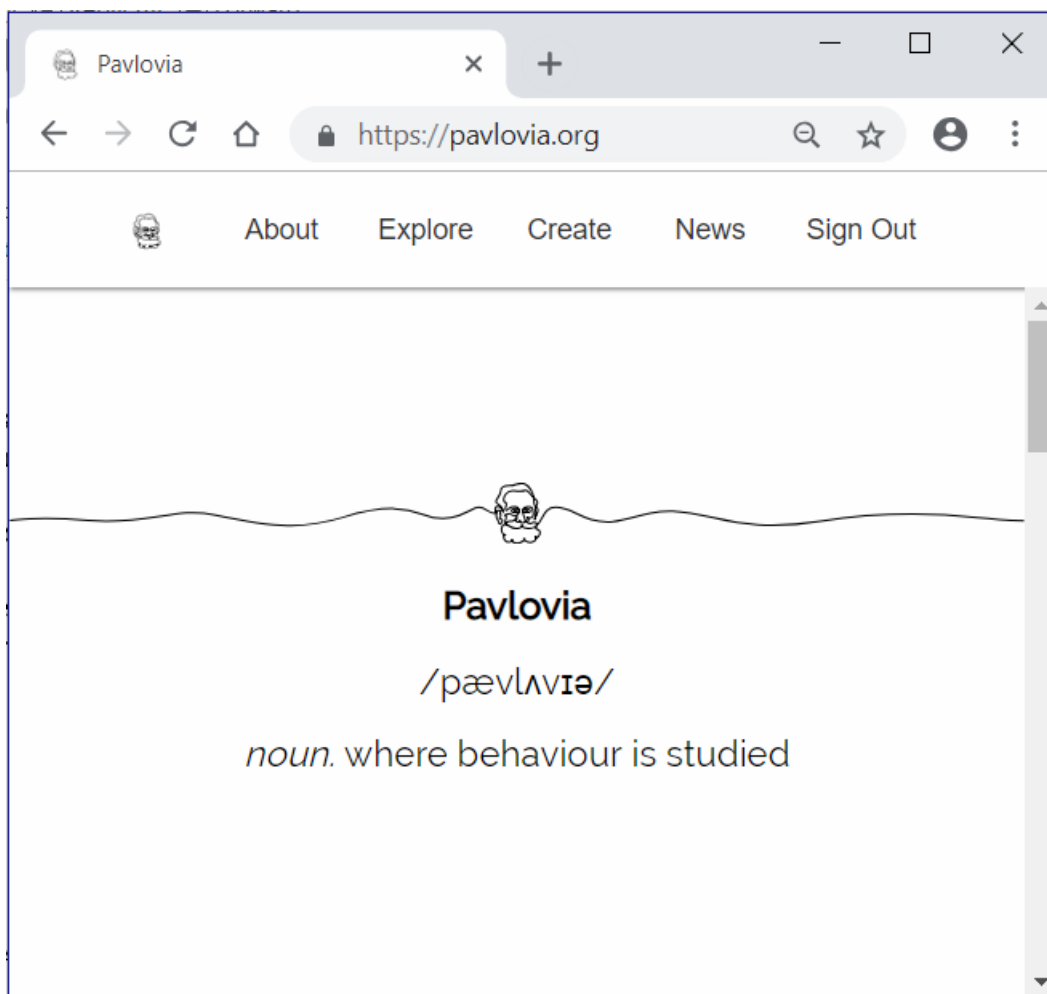 Pavlovia
https://pavlovia.org
About Explore Create News Sign Out
Pavlovia
/pævlʌvɪə/
noun. where behaviour is studied